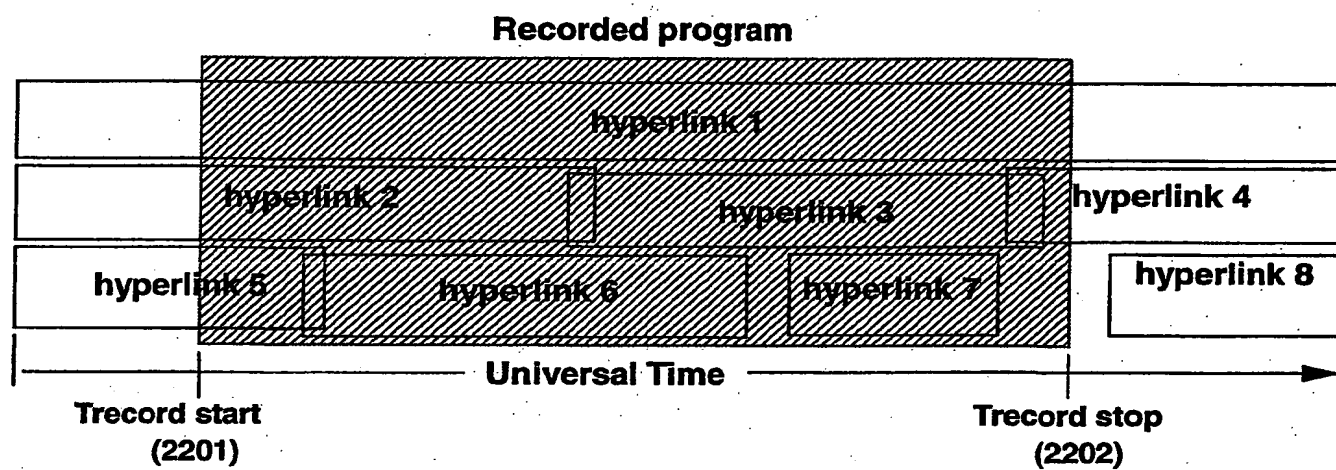 Recorded program
hyperlink 1
hyperlink 2
hyperlink 3
hyperlink 4
hyperlink 5
hyperlink 6
hyperlink 7
hyperlink 8
Universal Time
Trecord start
(2201)
Trecord stop
(2202)